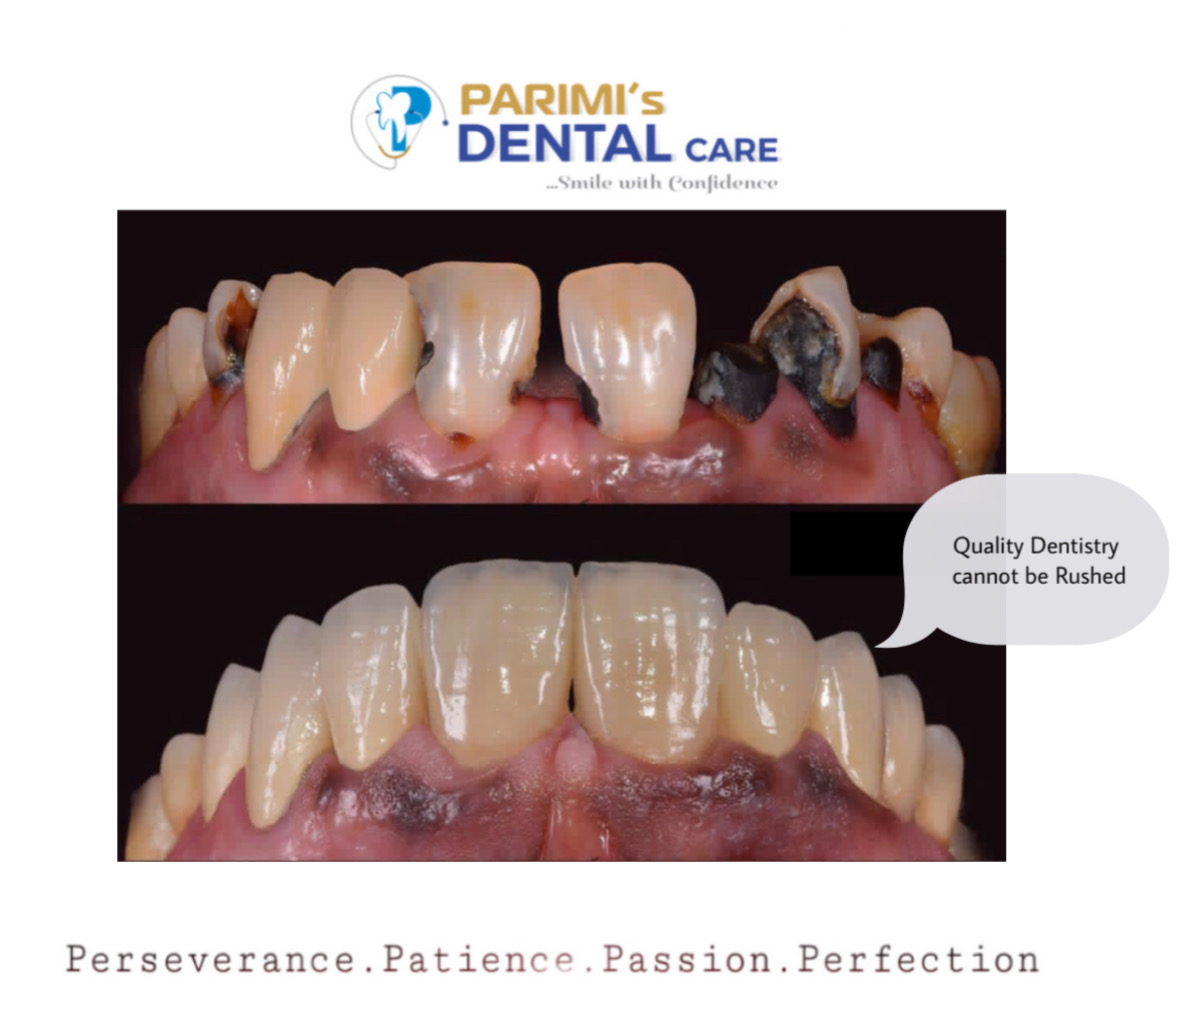 PARIMI's
DENTAL CARE
...Smile with Confidence
Quality Dentistry
cannot be Rushed
Perseverance.Patience.Passion.Perfection